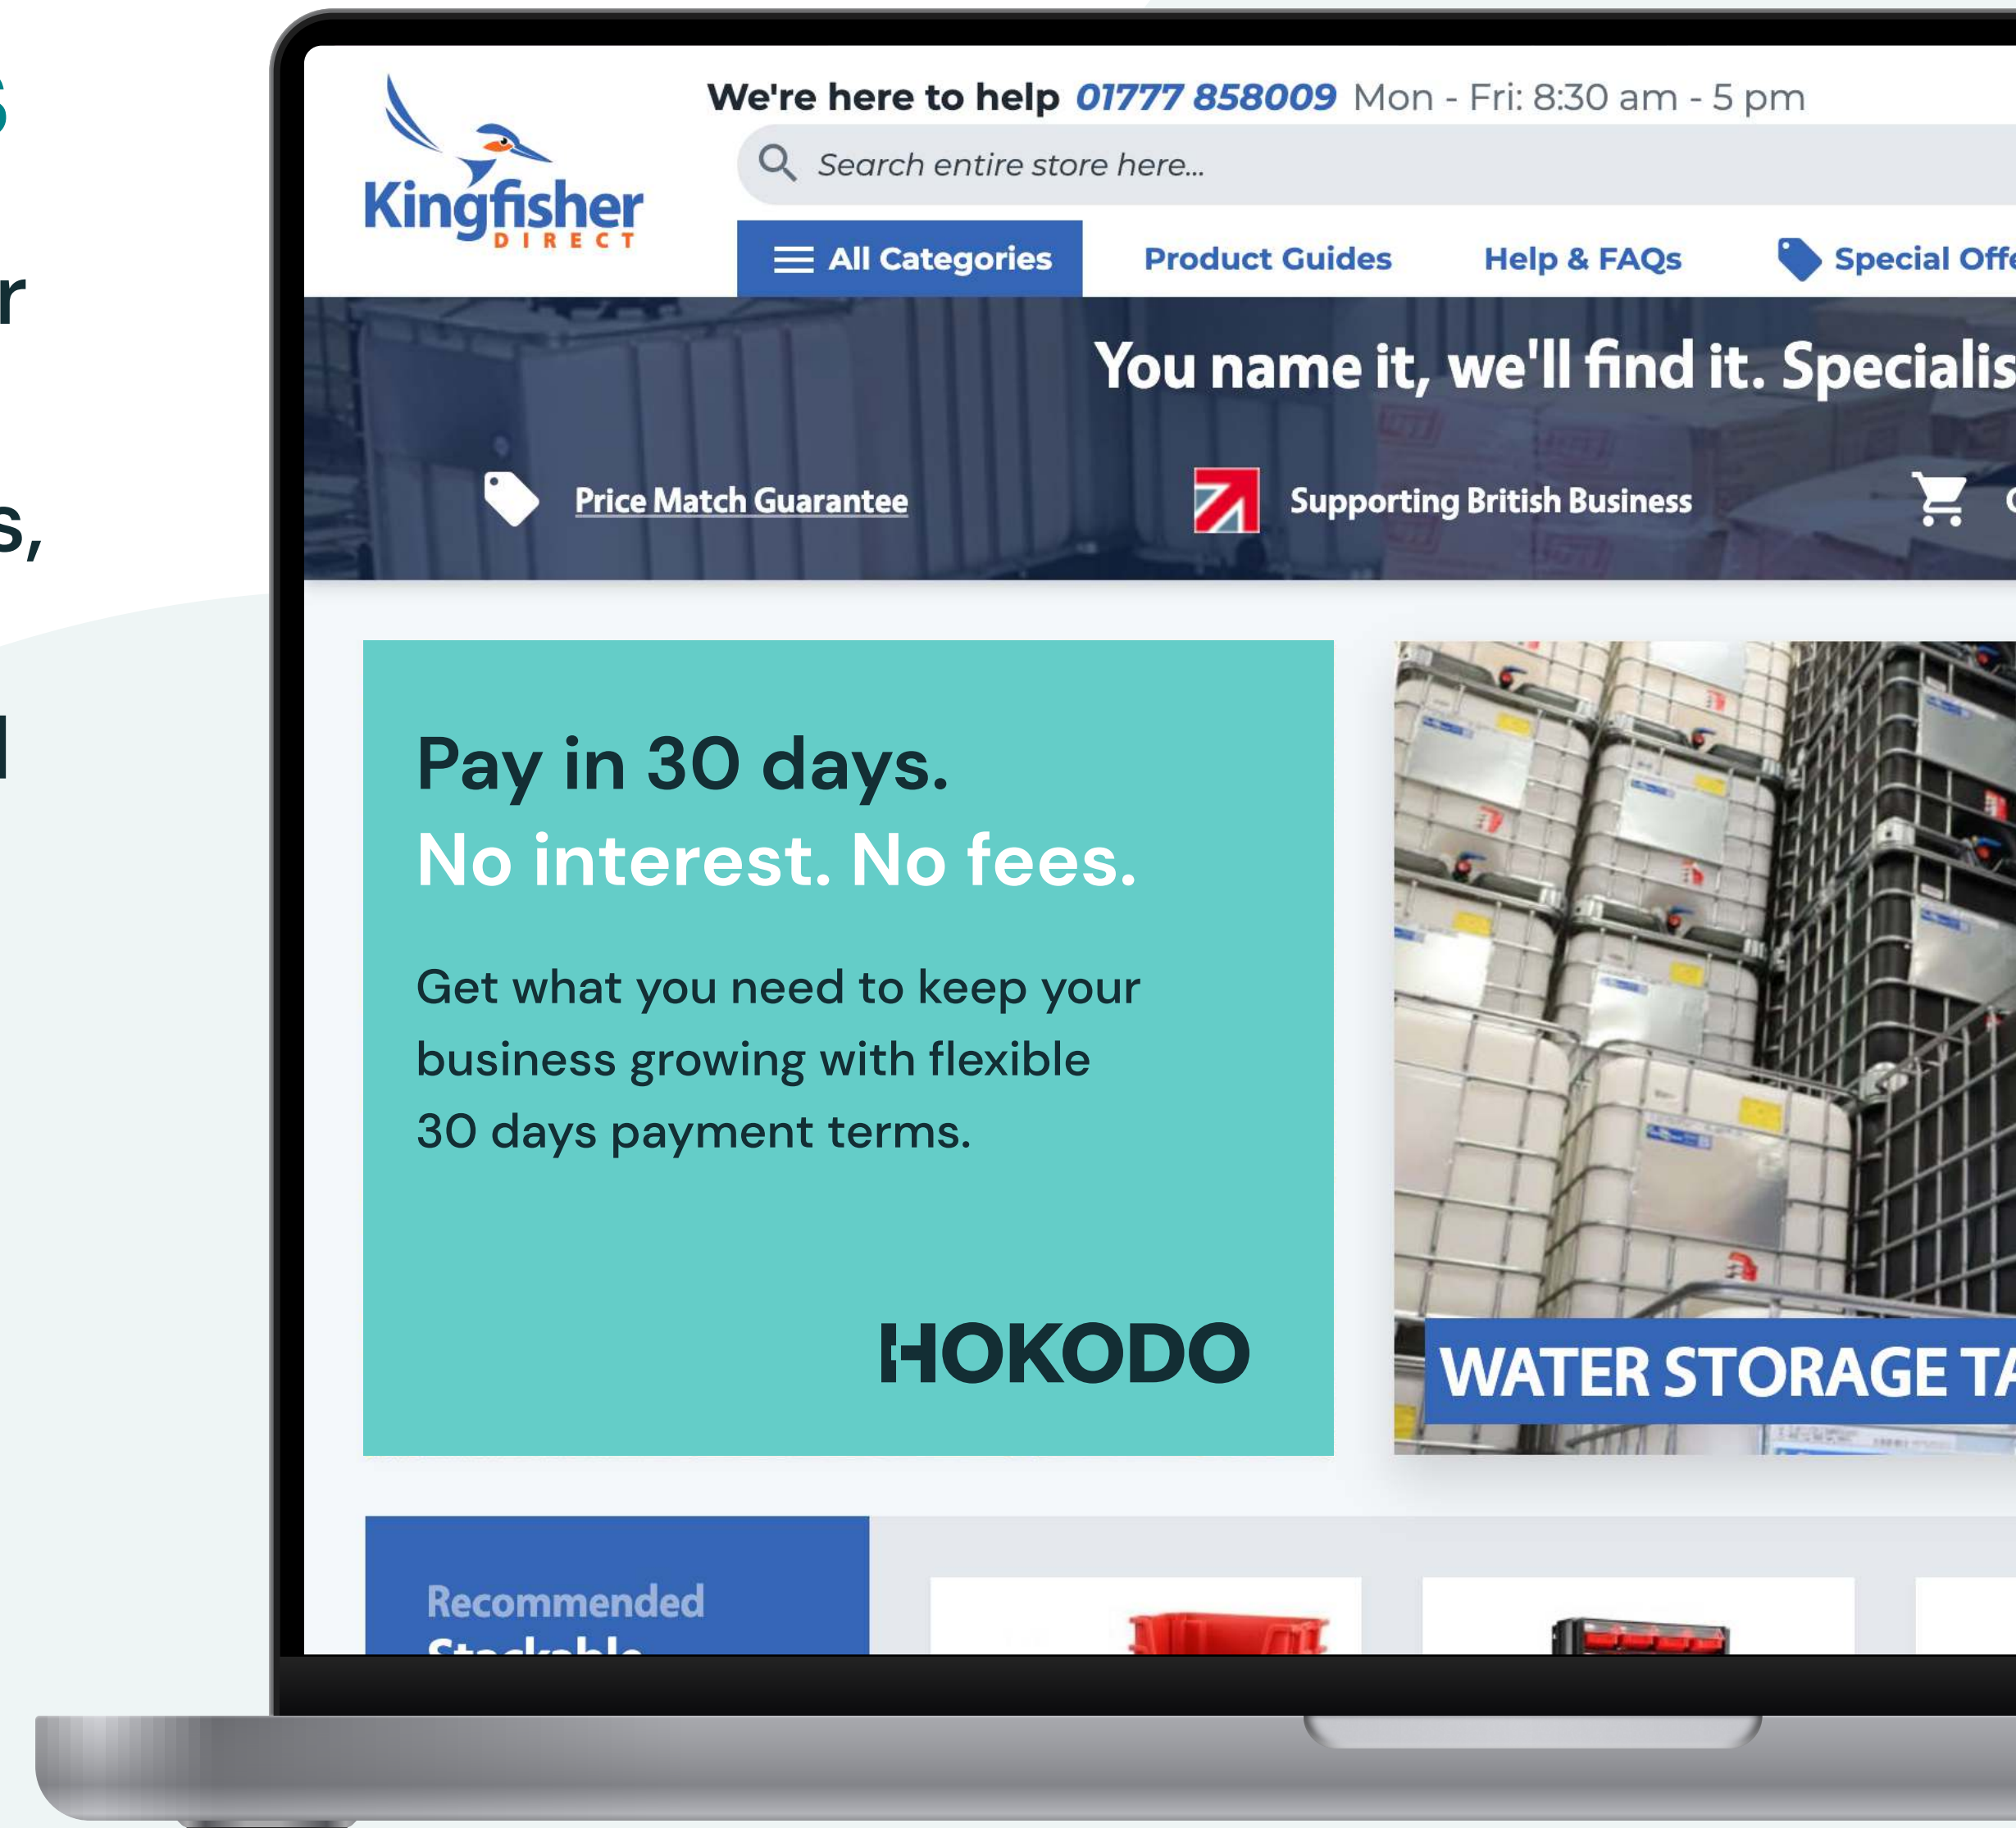 s
r
s,
d
We're here to help 01777 858009 Mon - Fri: 8:30 am - 5 pm
Kingfisher
DIRECT
Search entire store here...
All Categories Product Guides Help & FAQs Special Offe
You name it, we'll find it. Specialis
Price Match Guarantee Supporting British Business
Pay in 30 days.
No interest. No fees.
Get what you need to keep your
business growing with flexible
30 days payment terms.
HOKODO
WATER STORAGE TA
Recommended
Stackable